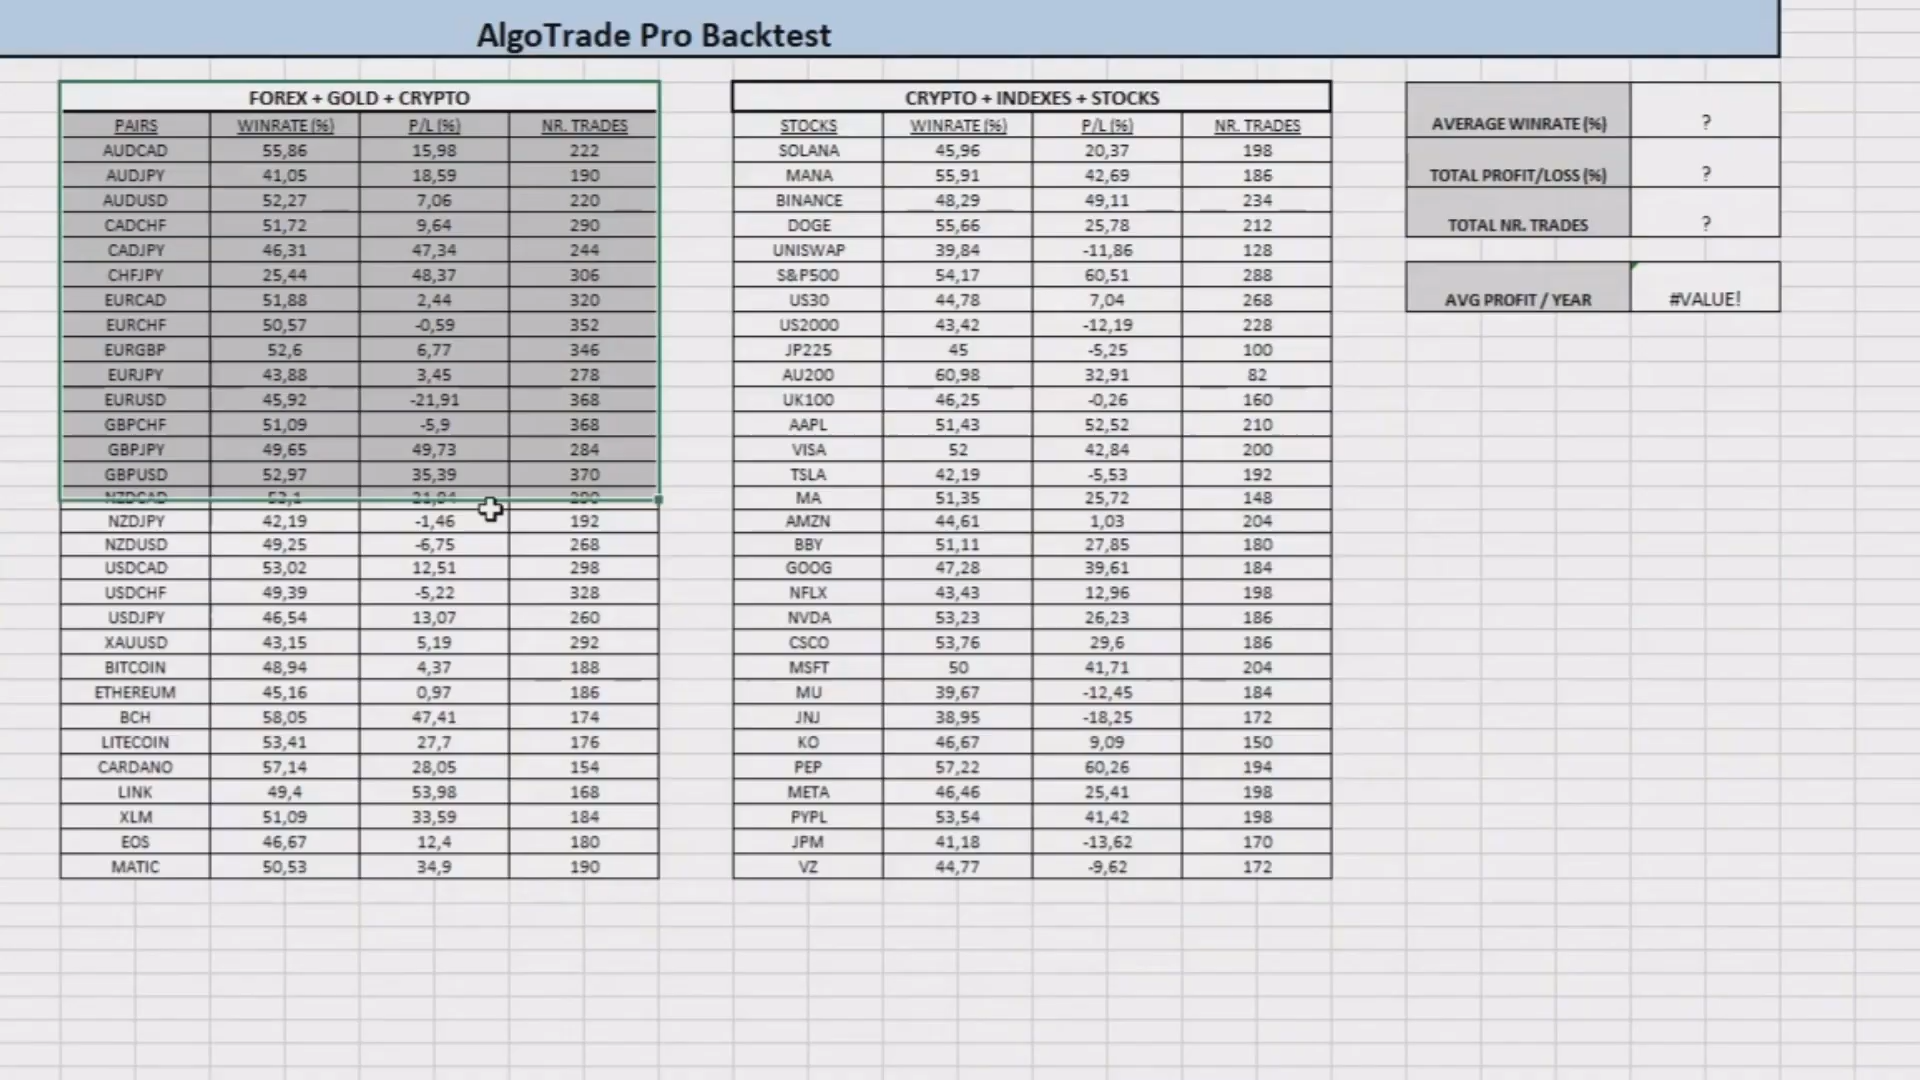 AlgoTrade Pro Backtest
FOREX + GOLD + CRYPTO
PAIRS WINRATE (%) P/L (%) NR. TRADES
AUDCAD 55,86 15,98 222
AUDJPY 41,05 18,59 190
AUDUSD 52,27 7,06 220
CADCHF 51,72 9,64 290
CADJPY 46,31 47,34 244
CHFJPY 25,44 48,37 306
EURCAD 51,88 2,44 320
EURCHF 50,57 -0,59 352
EURGBP 52,6 6,77 346
EURJPY 43,88 3,45 278
EURUSD 45,92 -21,91 368
GBPCHF 51,09 -5,9 368
GBPJPY 49,65 49,73 284
GBPUSD 52,97 35,39 370
NZDCAD
NZDJPY 42,19 -1,46 192
NZDUSD 49,25 -6,75 268
USDCAD 53,02 12,51 298
USDCHF 49,39 -5,22 328
USDJPY 46,54 13,07 260
XAUUSD 43,15 5,19 292
BITCOIN 48,94 4,37 188
ETHEREUM 45,16 0,97 186
BCH 58,05 47,41 174
LITECOIN 53,41 27,7 176
CARDANO 57,14 28,05 154
LINK 49,4 53,98 168
XLM 51,09 33,59 184
EOS 46,67 12,4 180
MATIC 50,53 34,9 190
CRYPTO + INDEXES + STOCKS
STOCKS WINRATE (%) P/L (%) NR. TRADES
SOLANA 45,96 20,37 198
MANA 55,91 42,69 186
BINANCE 48,29 49,11 234
DOGE 55,66 25,78 212
UNISWAP 39,84 -11,86 128
S&P500 54,17 60,51 288
US30 44,78 7,04 268
US2000 43,42 -12,19 228
JP225 45 -5,25 100
AU200 60,98 32,91 82
UK100 46,25 -0,26 160
AAPL 51,43 52,52 210
VISA 52 42,84 200
TSLA 42,19 -5,53 192
MA 51,35 25,72 148
AMZN 44,61 1,03 204
BBY 51,11 27,85 180
GOOG 47,28 39,61 184
NFLX 43,43 12,96 198
NVDA 53,23 26,23 186
CSCO 53,76 29,6 186
MSFT 50 41,71 204
MU 39,67 -12,45 184
JNJ 38,95 -18,25 172
KO 46,67 9,09 150
PEP 57,22 60,26 194
META 46,46 25,41 198
PYPL 53,54 41,42 198
JPM 41,18 -13,62 170
VZ 44,77 -9,62 172
AVERAGE WINRATE (%) ?
TOTAL PROFIT/LOSS (%) ?
TOTAL NR. TRADES ?
AVG PROFIT / YEAR #VALUE!